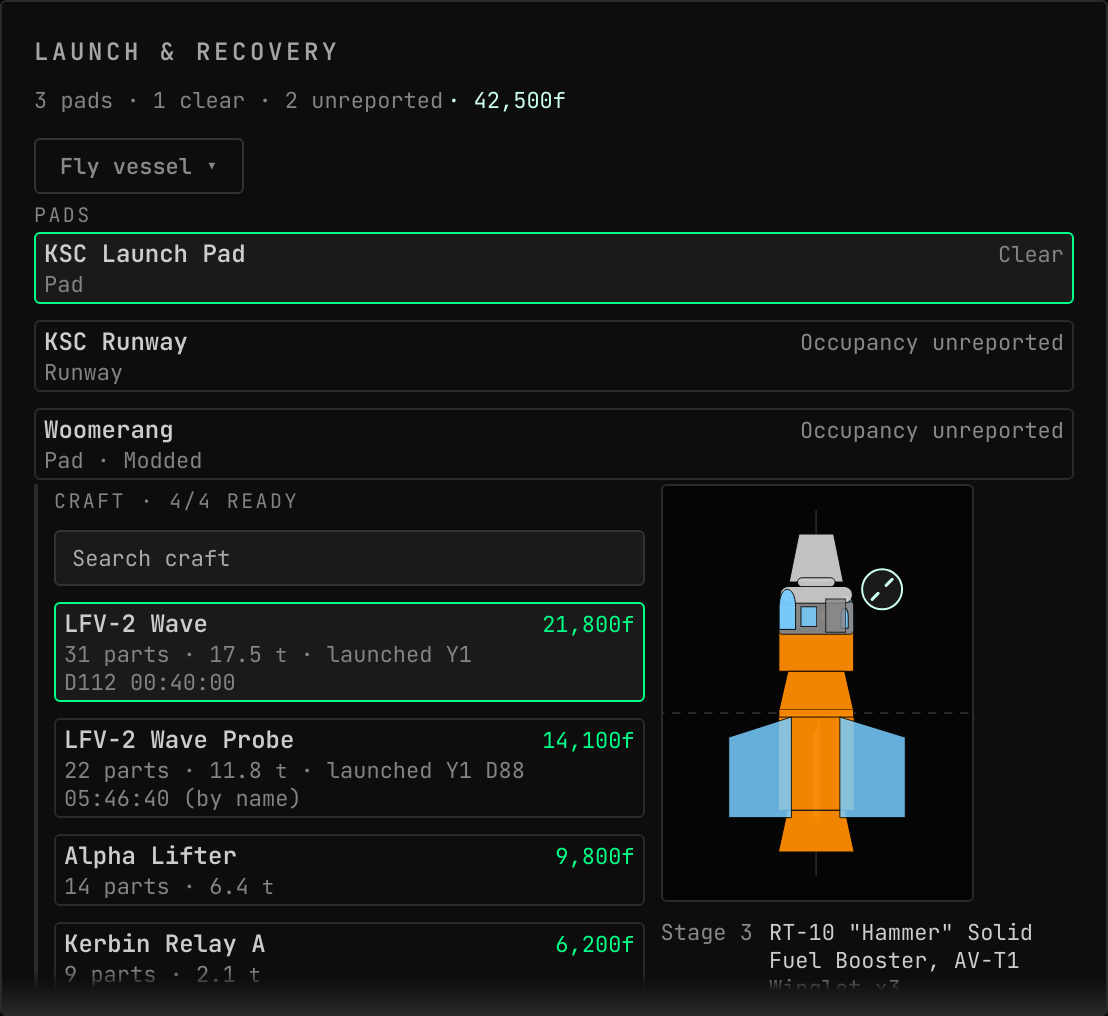 LAUNCH & RECOVERY
3 pads · 1 clear · 2 unreported · 42,500f
Fly vessel ▾
PADS
KSC Launch Pad
Clear
Pad
KSC Runway
Occupancy unreported
Runway
Woomerang
Occupancy unreported
Pad · Modded
CRAFT · 4/4 READY
Search craft
LFV-2 Wave
21,800f
31 parts · 17.5 t · launched Y1
D112 00:40:00
LFV-2 Wave Probe
14,100f
22 parts · 11.8 t · launched Y1 D88
05:46:40 (by name)
Alpha Lifter
9,800f
14 parts · 6.4 t
Kerbin Relay A
6,200f
9 parts · 2.1 t
Stage 3
RT-10 "Hammer" Solid
Fuel Booster, AV-T1
Winglet x3